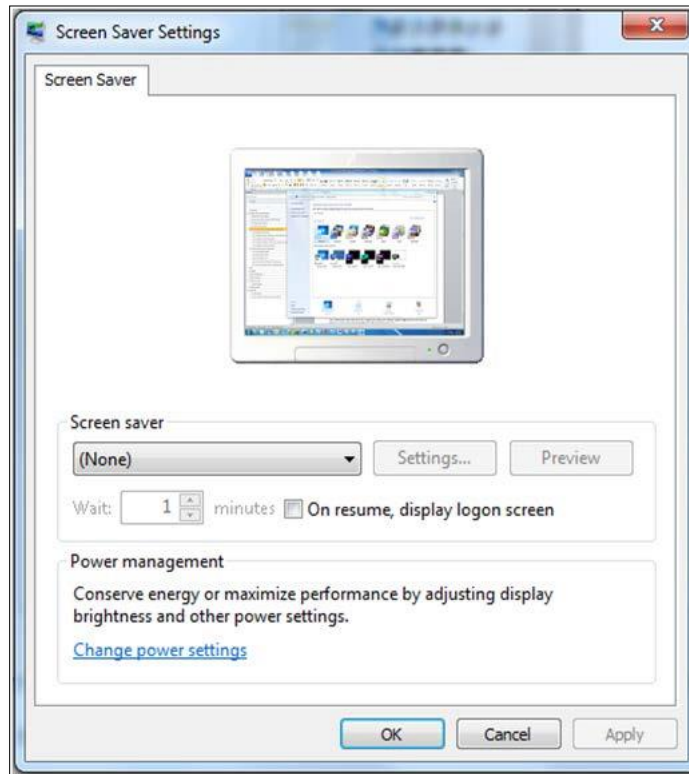 Screen Saver Settings
Screen Saver
Screen saver
(None)
Settings...
Preview
Wait:
1
minutes
On resume, display logon screen
Power management
Conserve energy or maximize performance by adjusting display
brightness and other power settings.
Change power settings
OK
Cancel
Apply